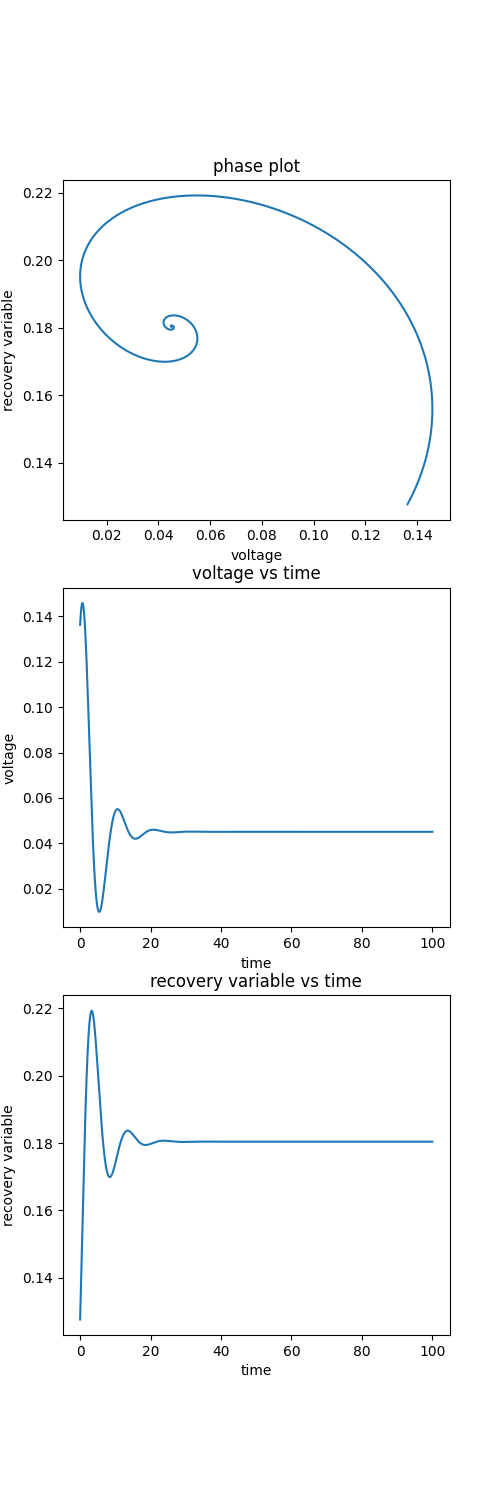 phase plot
0.22
0.20
0.18
0.16
0.14
recovery variable
0.02 0.04 0.06 0.08 0.10 0.12 0.14
voltage
voltage vs time
0.14
0.12
0.10
0.08
0.06
0.04
0.02
voltage
0 20 40 60 80 100
time
recovery variable vs time
0.22
0.20
0.18
0.16
0.14
recovery variable
0 20 40 60 80 100
time